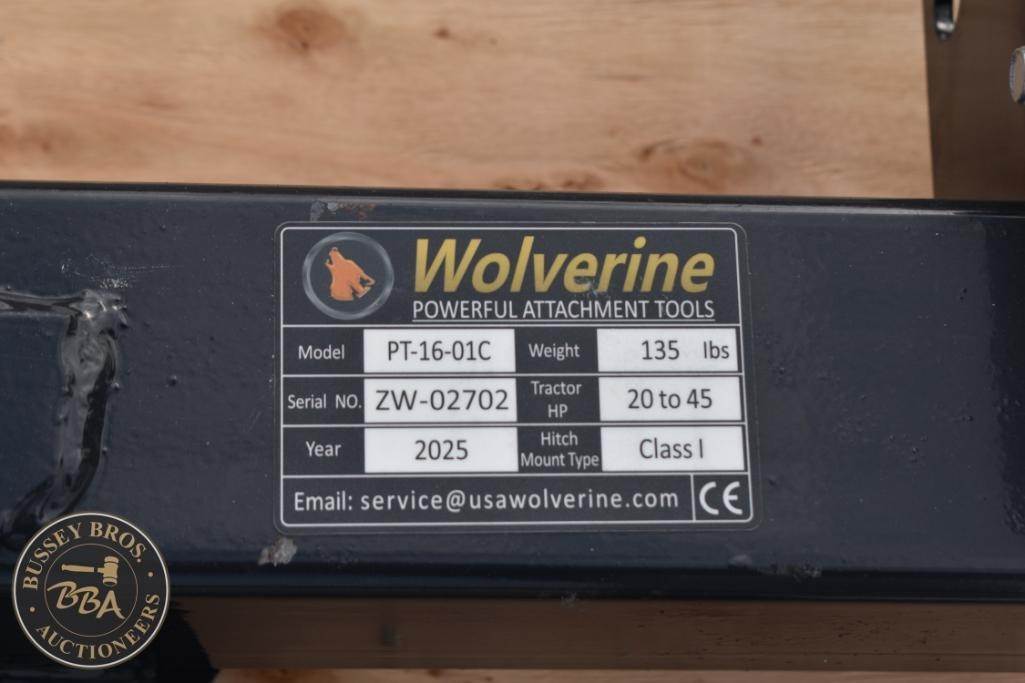 Wolverine
POWERFUL ATTACHMENT TOOLS
Model PT-16-01C Weight 135 lbs
Serial NO. ZW-02702 Tractor HP 20 to 45
Year 2025 Hitch Mount Type Class I
Email: service@usawolverine.com CE
BUSSEY BROS.
BBA
AUCTIONEERS